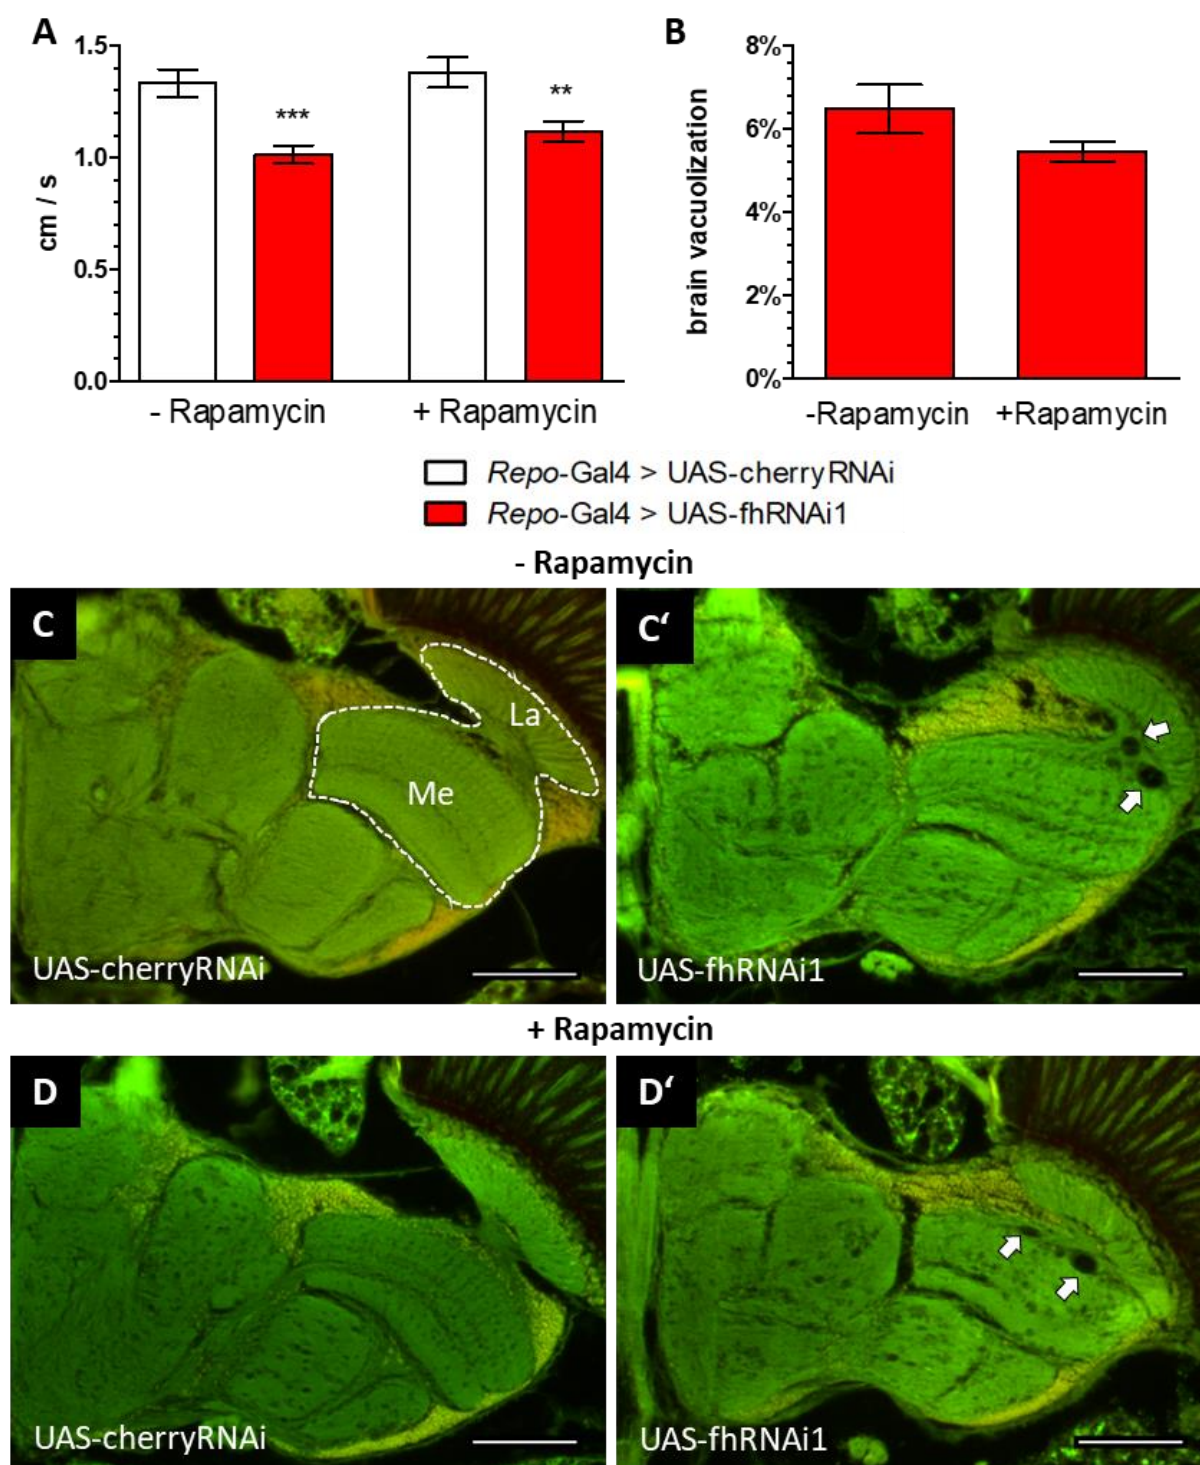 A
1.5
1.0
0.5
0.0
cm / s
***
**
- Rapamycin
+ Rapamycin
B
8%
6%
4%
2%
0%
brain vacuolization
-Rapamycin
+Rapamycin
Repo-Gal4 > UAS-cherryRNAi
Repo-Gal4 > UAS-fhRNAi1
- Rapamycin
C
La
Me
UAS-cherryRNAi
C‘
UAS-fhRNAi1
+ Rapamycin
D
UAS-cherryRNAi
D‘
UAS-fhRNAi1